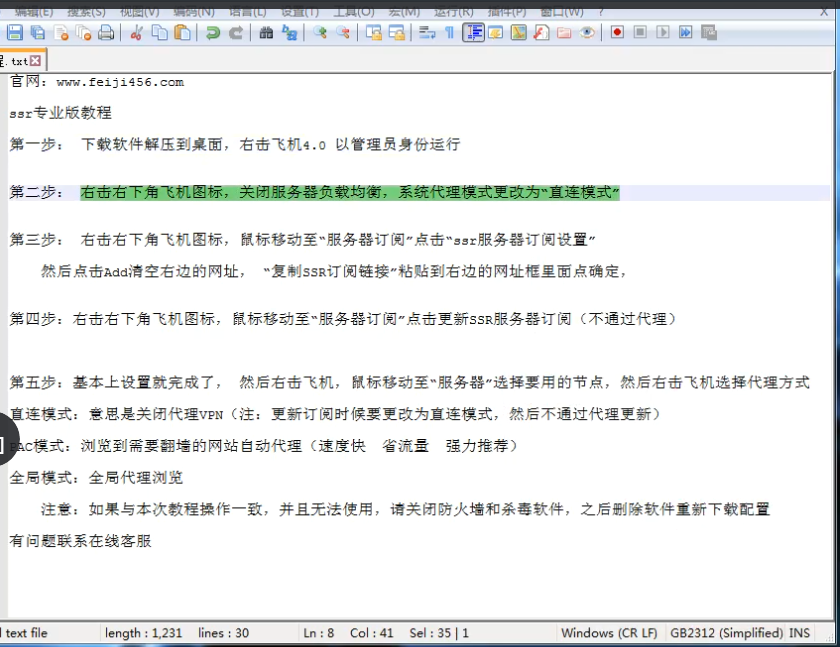 编辑(E) 搜索(S) 视图(V) 编码(N) 语言(L) 设置(T) 工具(O) 宏(M) 运行(R) 插件(P) 窗口(W) ? X
.txt
官网：www.feiji456.com
ssr专业版教程
第一步： 下载软件解压到桌面，右击飞机4.0 以管理员身份运行
第二步： 右击右下角飞机图标，关闭服务器负载均衡，系统代理模式更改为“直连模式”
第三步： 右击右下角飞机图标，鼠标移动至“服务器订阅”点击“ssr服务器订阅设置”
然后点击Add清空右边的网址， “复制SSR订阅链接”粘贴到右边的网址框里面点确定，
第四步：右击右下角飞机图标，鼠标移动至“服务器订阅”点击更新SSR服务器订阅（不通过代理）
第五步：基本上设置就完成了， 然后右击飞机，鼠标移动至“服务器”选择要用的节点，然后右击飞机选择代理方式
直连模式：意思是关闭代理VPN（注：更新订阅时候要更改为直连模式，然后不通过代理更新）
PAC模式：浏览到需要翻墙的网站自动代理（速度快 省流量 强力推荐）
全局模式：全局代理浏览
注意：如果与本次教程操作一致，并且无法使用，请关闭防火墙和杀毒软件，之后删除软件重新下载配置
有问题联系在线客服
l text file length : 1,231 lines : 30 Ln : 8 Col : 41 Sel : 35 | 1 Windows (CR LF) GB2312 (Simplified) INS